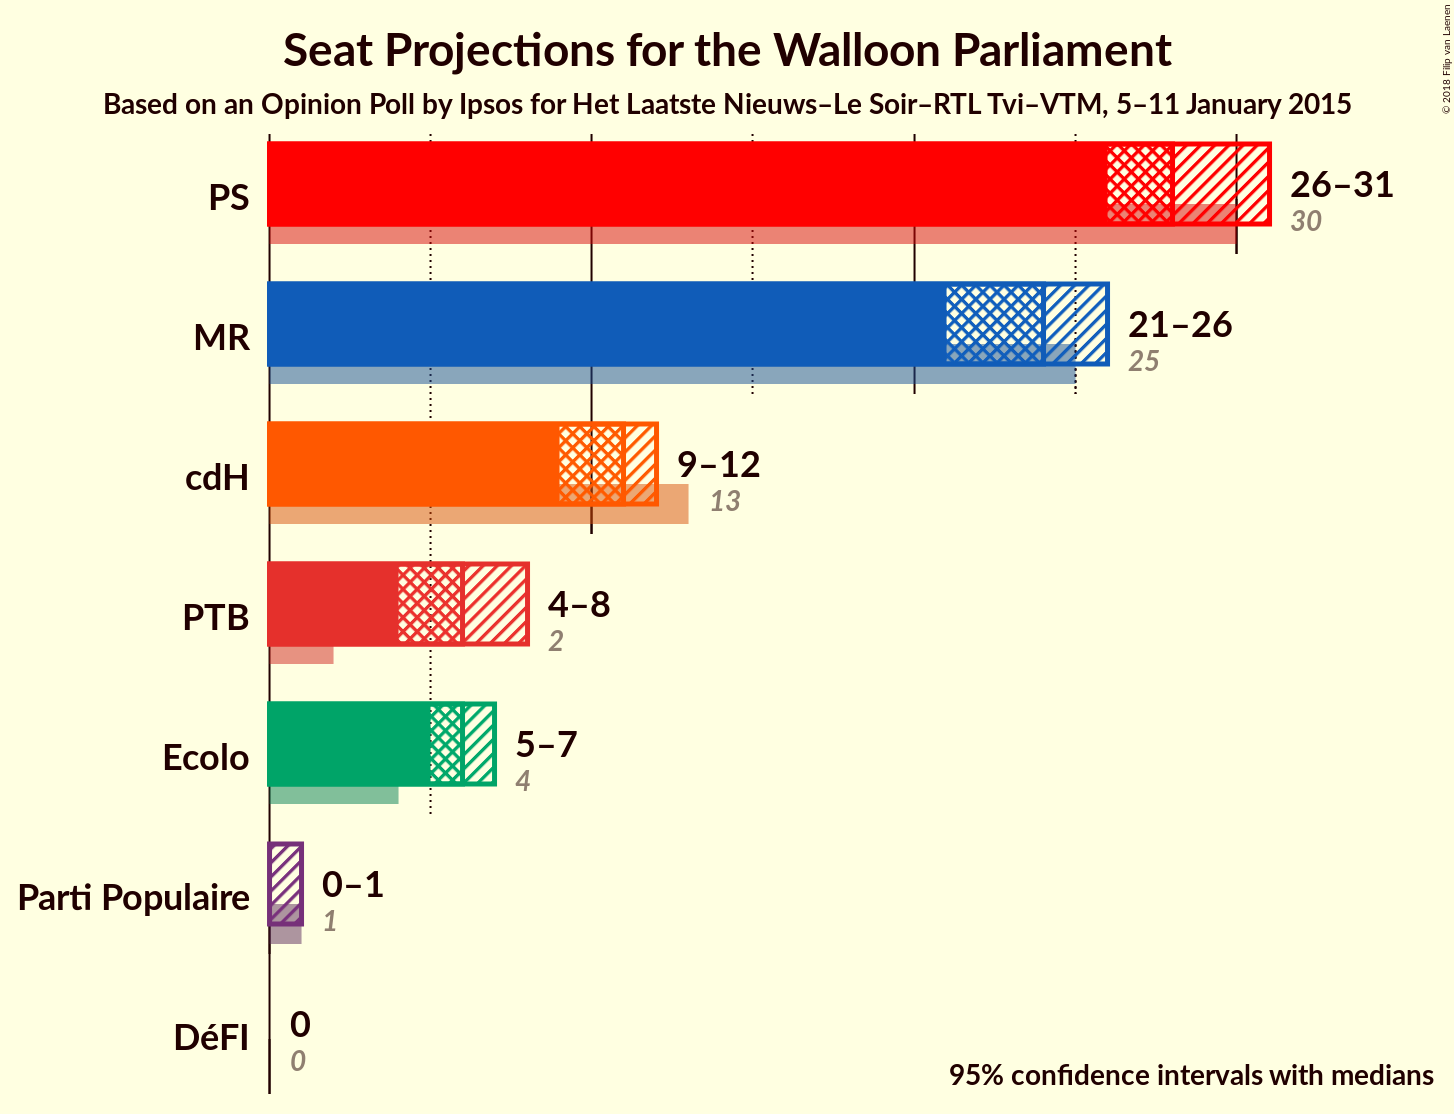 Seat Projections for the Walloon Parliament
Based on an Opinion Poll by Ipsos for Het Laatste Nieuws–Le Soir–RTL Tvi–VTM, 5–11 January 2015
© 2018 Filip van Laenen
PS
26–31
30
MR
21–26
25
cdH
9–12
13
PTB
4–8
2
Ecolo
5–7
4
Parti Populaire
0–1
1
DéFI
0
0
95% confidence intervals with medians